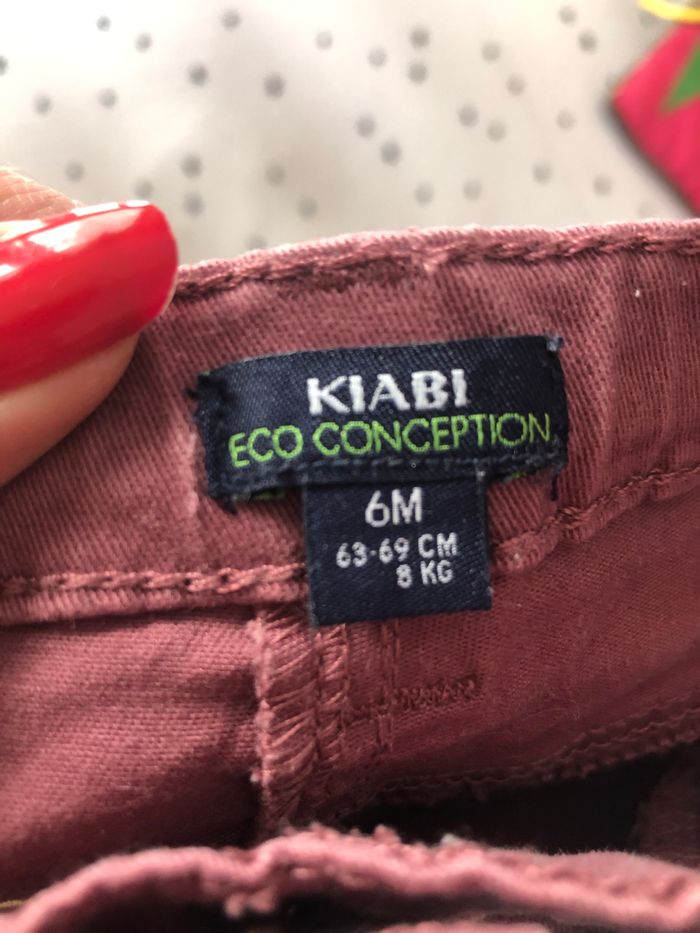 KIABI
ECO CONCEPTION
6M
63-69 CM
8 KG